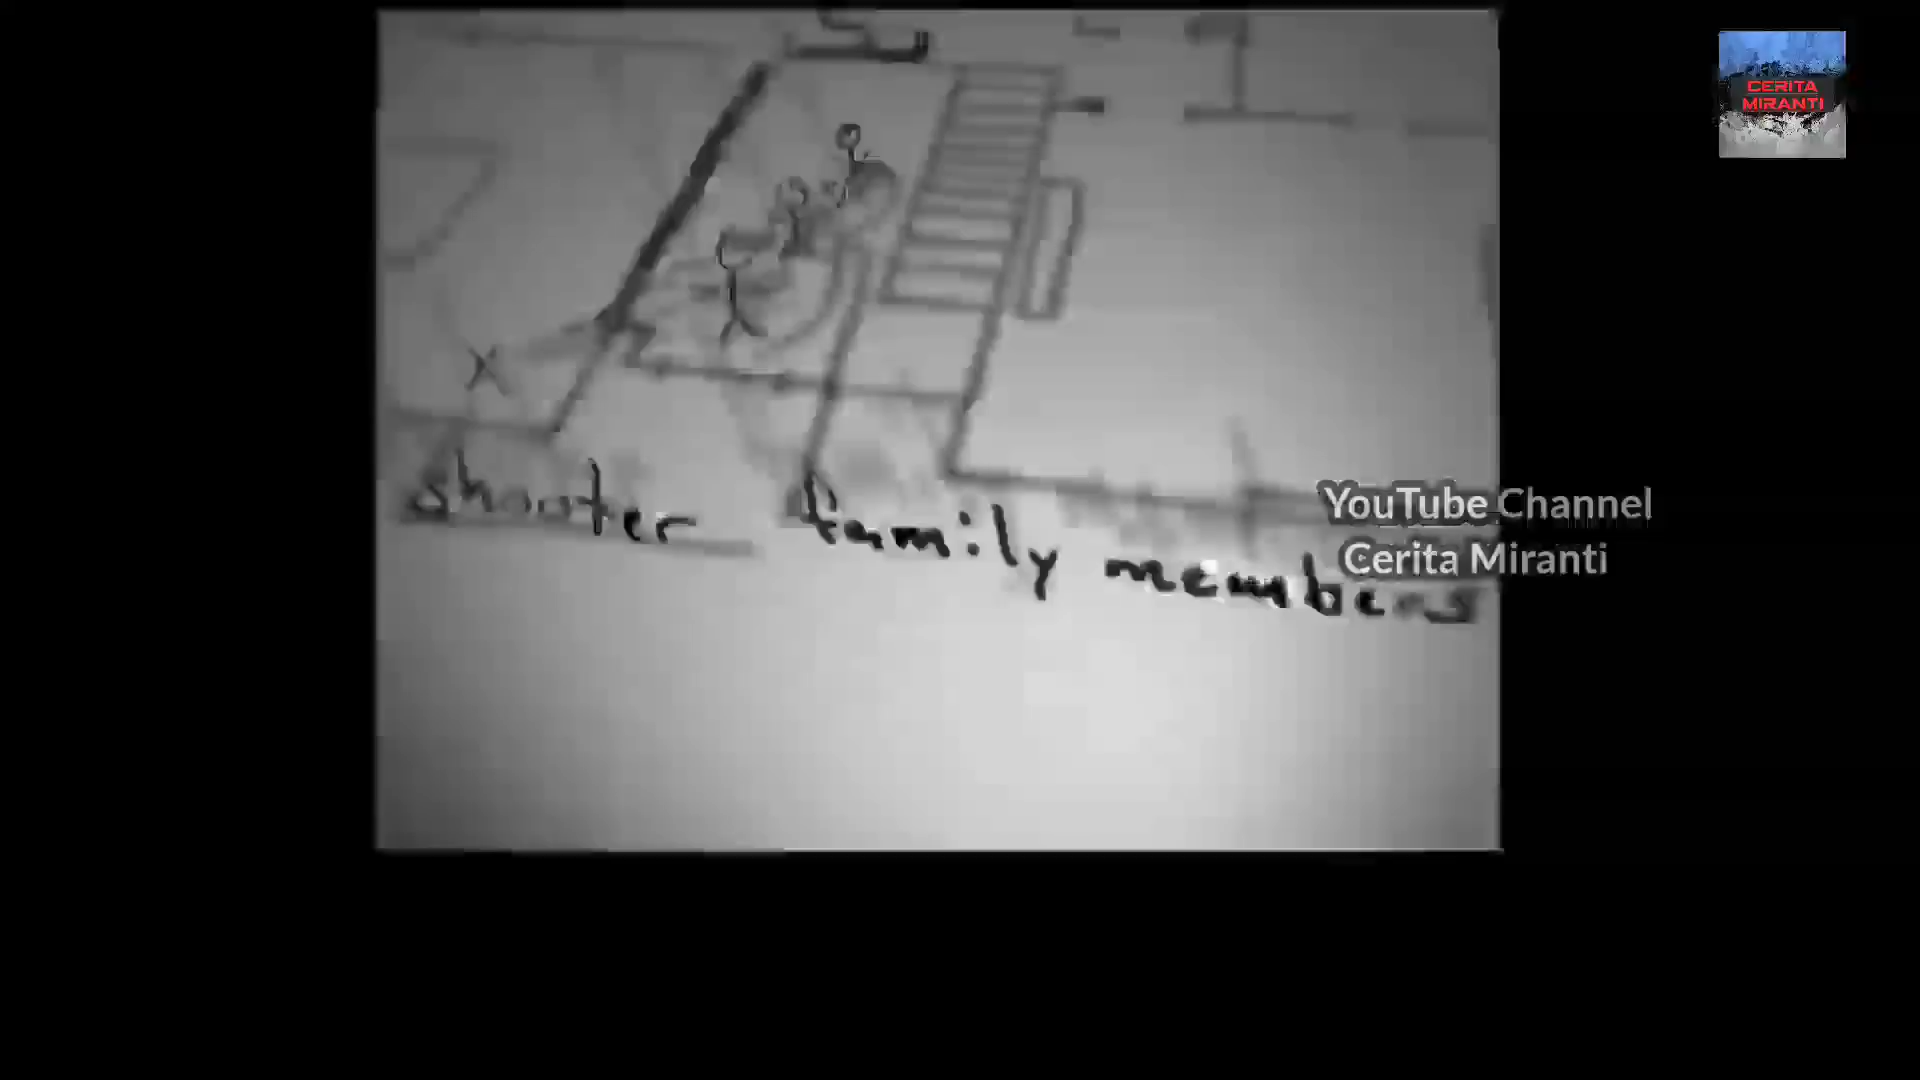 CERITA
MIRANTI
X
shooter family members
YouTube Channel
Cerita Miranti